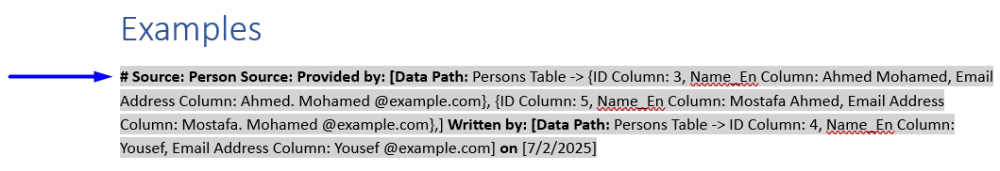 Examples
# Source: Person Source: Provided by: [Data Path: Persons Table -> {ID Column: 3, Name_En Column: Ahmed Mohamed, Email
Address Column: Ahmed. Mohamed @example.com}, {ID Column: 5, Name_En Column: Mostafa Ahmed, Email Address
Column: Mostafa. Mohamed @example.com},] Written by: [Data Path: Persons Table -> ID Column: 4, Name_En Column:
Yousef, Email Address Column: Yousef @example.com] on [7/2/2025]